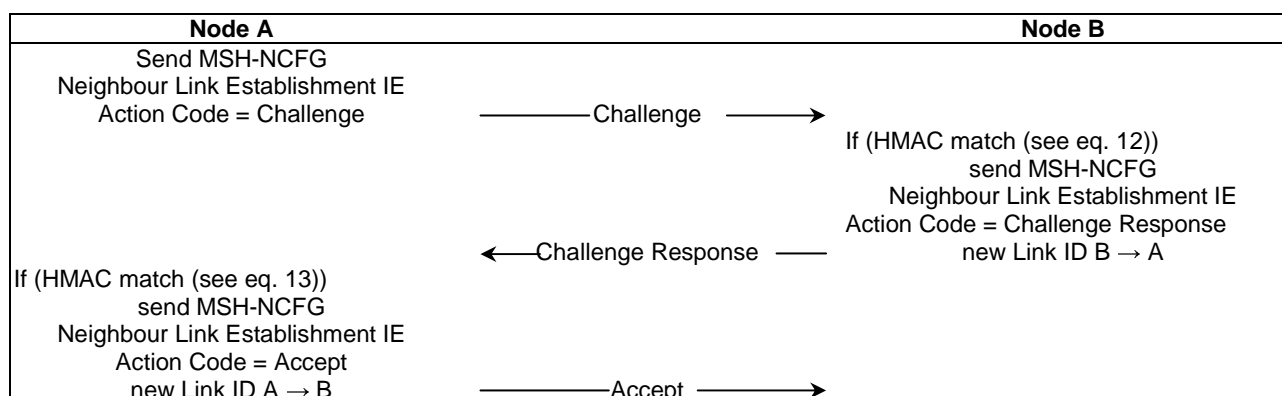 Node A Node B
Send MSH-NCFG
Neighbour Link Establishment IE
Action Code = Challenge Challenge
If (HMAC match (see eq. 12))
send MSH-NCFG
Neighbour Link Establishment IE
Action Code = Challenge Response
Challenge Response new Link ID B → A
If (HMAC match (see eq. 13))
send MSH-NCFG
Neighbour Link Establishment IE
Action Code = Accept
new Link ID A → B Accept